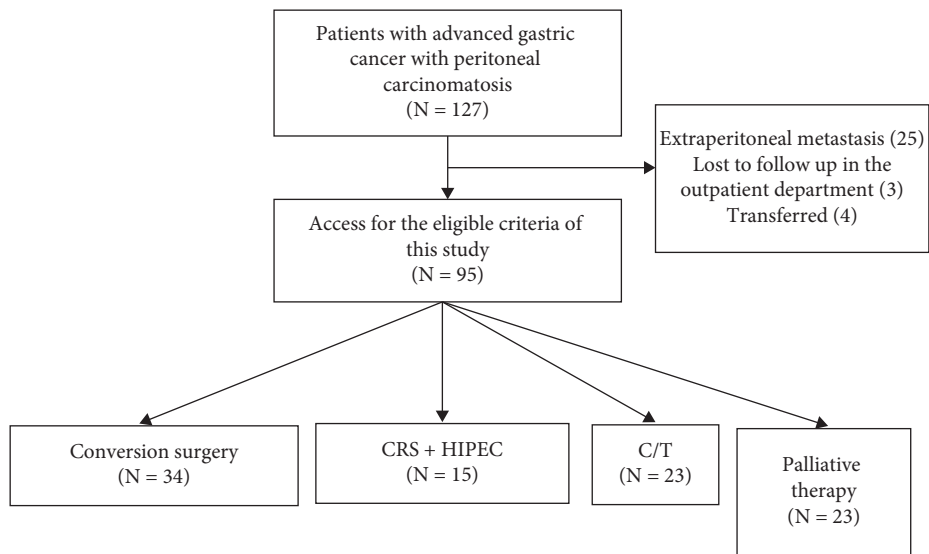 Patients with advanced gastric
cancer with peritoneal
carcinomatosis
(N = 127)
Extraperitoneal metastasis (25)
Lost to follow up in the
outpatient department (3)
Transferred (4)
Access for the eligible criteria of
this study
(N = 95)
Conversion surgery
(N = 34)
CRS + HIPEC
(N = 15)
C/T
(N = 23)
Palliative
therapy
(N = 23)